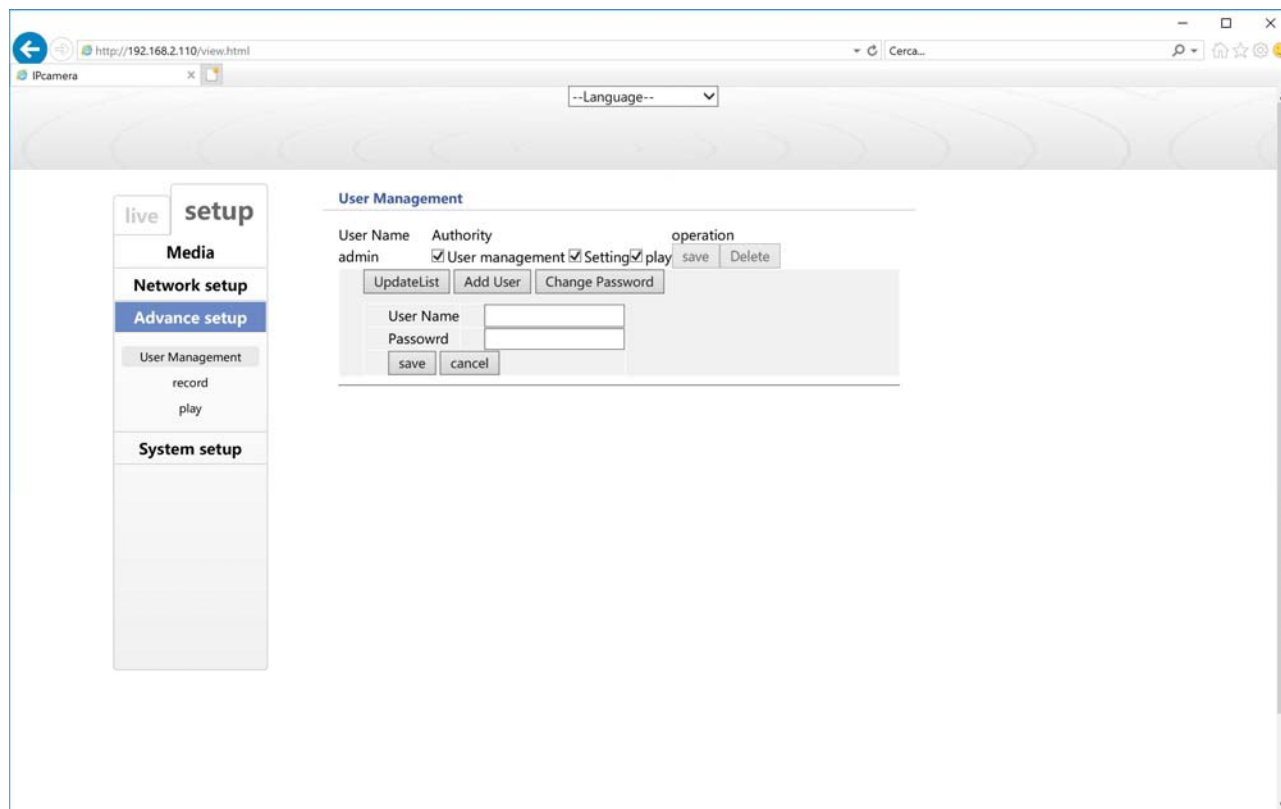 http://192.168.2.110/view.html
Cerca...
IPcamera
--Language--
live
setup
Media
Network setup
Advance setup
User Management
record
play
System setup
User Management
User Name Authority operation
admin User management Setting play save Delete
UpdateList Add User Change Password
User Name
Passowrd
save cancel